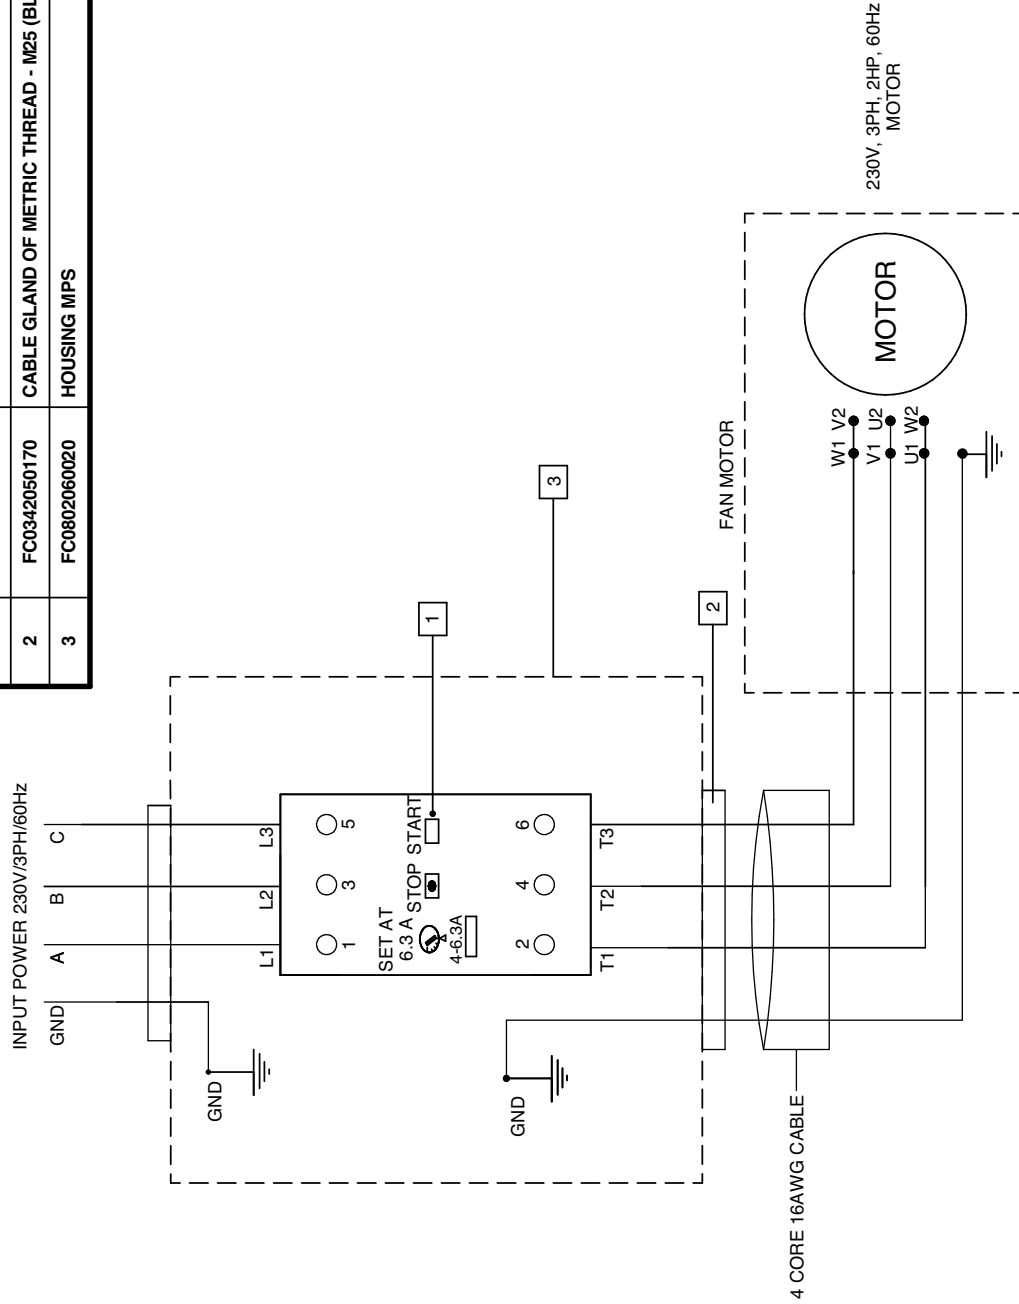 2 FC0342050170 CABLE GLAND OF METRIC THREAD - M25
3 FC0802060020 HOUSING MPS
INPUT POWER 230V/3PH/60Hz
GND A B C
L1 L2 L3
GND
1 3 5
SET AT
6.3 A STOP START
4-6.3A
2 4 6
T1 T2 T3
GND
1
3
2
4 CORE 16AWG CABLE
FAN MOTOR
W1 V2
V1 U2
U1 W2
MOTOR
230V, 3PH, 2HP, 60Hz
MOTOR